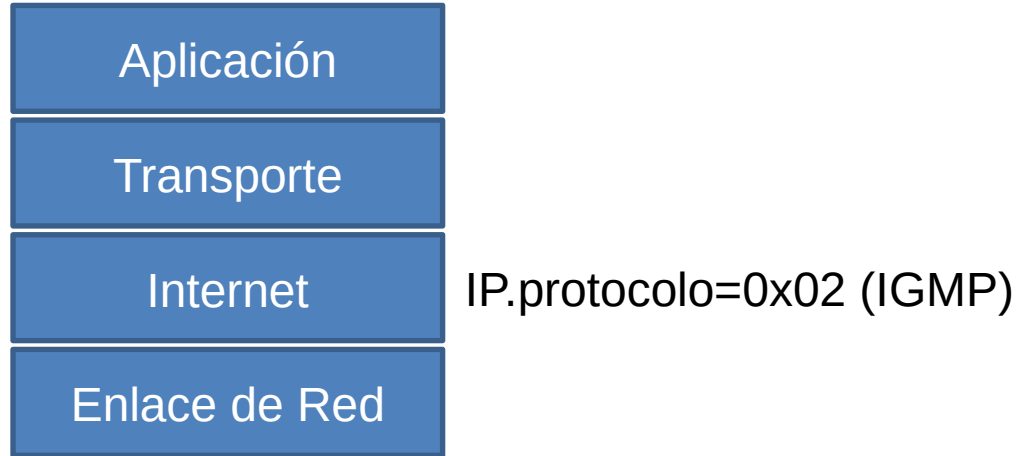 Aplicación
Transporte
Internet
IP.protocolo=0x02 (IGMP)
Enlace de Red